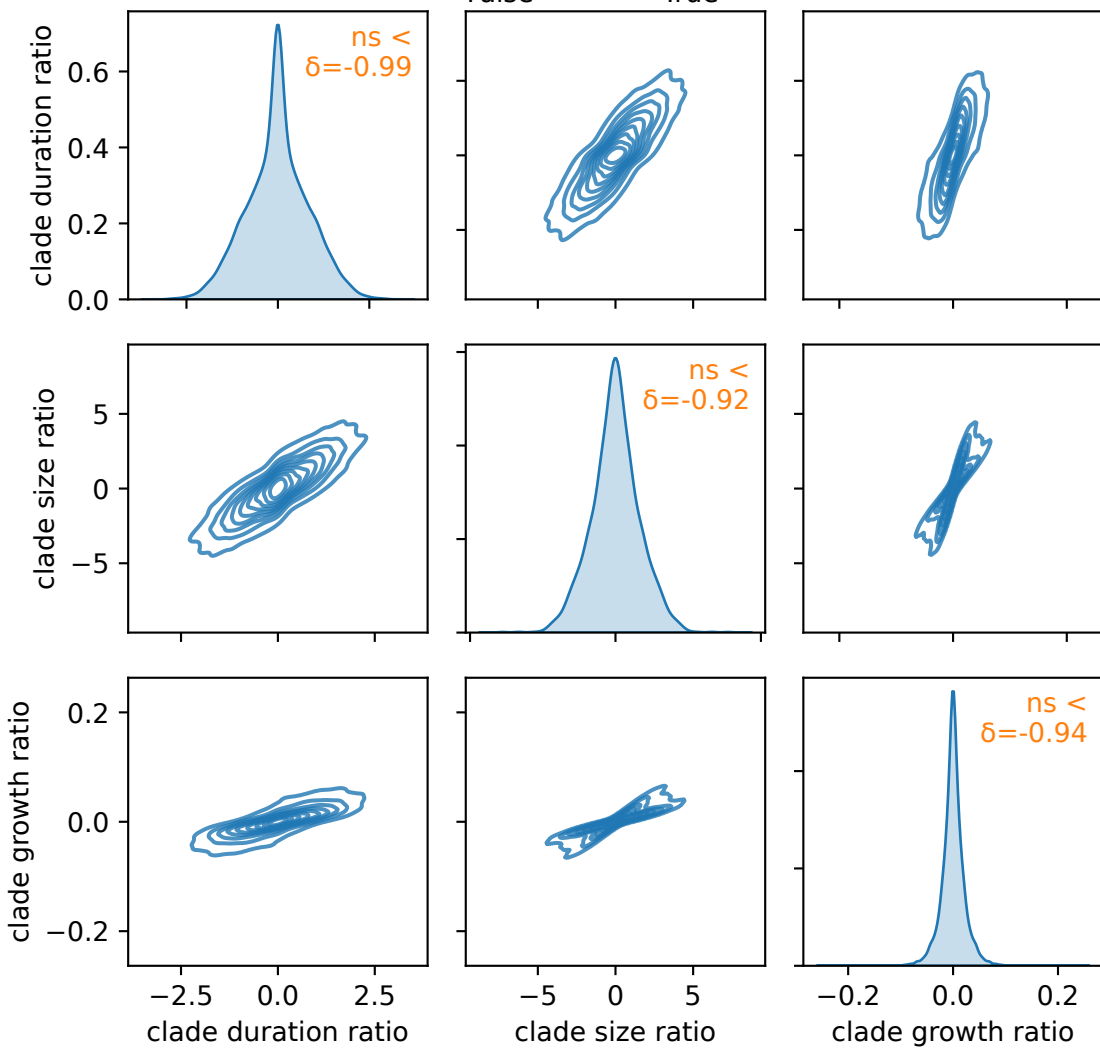 clade duration ratio
0.6
0.4
0.2
0.0
ns <
δ=-0.99
clade size ratio
5
0
−5
ns <
δ=-0.92
clade growth ratio
0.2
0.0
−0.2
ns <
δ=-0.94
−2.5 0.0 2.5
−5 0 5
−0.2 0.0 0.2
clade duration ratio
clade size ratio
clade growth ratio